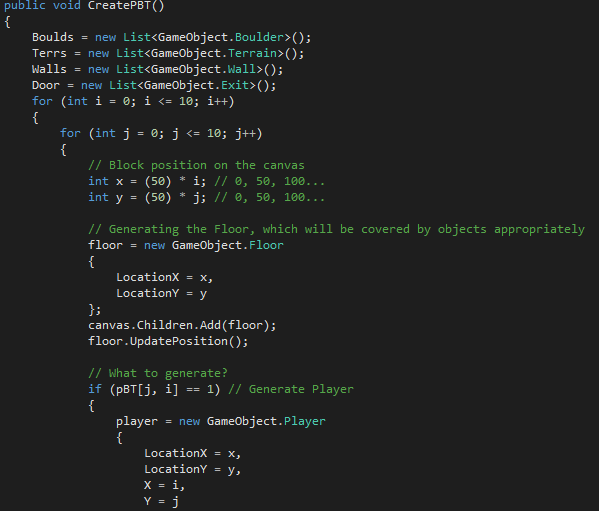 public void CreatePBT()
{
    Boulds = new List<GameObject.Boulder>();
    Terrs = new List<GameObject.Terrain>();
    Walls = new List<GameObject.Wall>();
    Door = new List<GameObject.Exit>();
    for (int i = 0; i <= 10; i++)
    {
        for (int j = 0; j <= 10; j++)
        {
            // Block position on the canvas
            int x = (50) * i; // 0, 50, 100...
            int y = (50) * j; // 0, 50, 100...

            // Generating the Floor, which will be covered by objects appropriately
            floor = new GameObject.Floor
            {
                LocationX = x,
                LocationY = y
            };
            canvas.Children.Add(floor);
            floor.UpdatePosition();

            // What to generate?
            if (pBT[j, i] == 1) // Generate Player
            {
                player = new GameObject.Player
                {
                    LocationX = x,
                    LocationY = y,
                    X = i,
                    Y = j